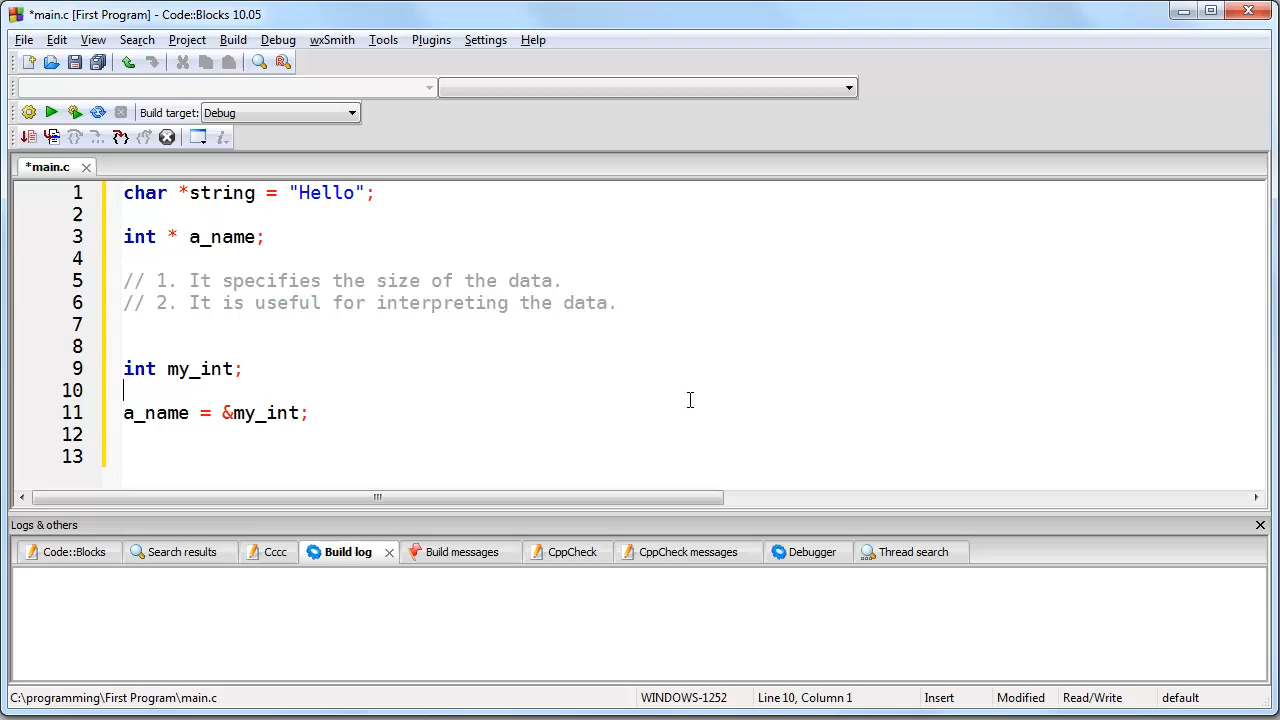 *main.c [First Program] - Code::Blocks 10.05
File Edit View Search Project Build Debug wxSmith Tools Plugins Settings Help
Build target: Debug
*main.c
1 char *string = "Hello";
2
3 int * a_name;
4
5 // 1. It specifies the size of the data.
6 // 2. It is useful for interpreting the data.
7
8
9 int my_int;
10
11 a_name = &my_int;
12
13
Logs & others
Code::Blocks Search results Cccc Build log Build messages CppCheck CppCheck messages Debugger Thread search
C:\programming\First Program\main.c WINDOWS-1252 Line 10, Column 1 Insert Modified Read/Write default